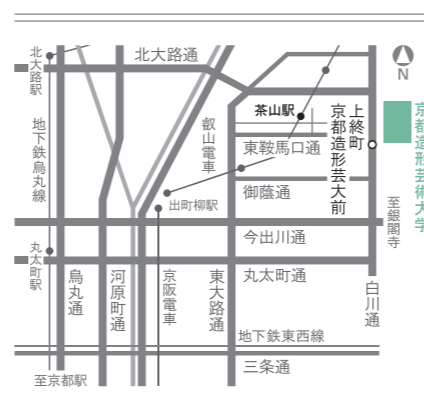 北大路駅
北大路通
N
茶山駅
上終町
京都造形芸大前
京都造形芸術大学
叡山電車
地下鉄烏丸線
東鞍馬口通
御蔭通
出町柳駅
至銀閣寺
今出川通
丸太町駅
烏丸通
河原町通
京阪電車
東大路通
丸太町通
白川通
地下鉄東西線
三条通
至京都駅